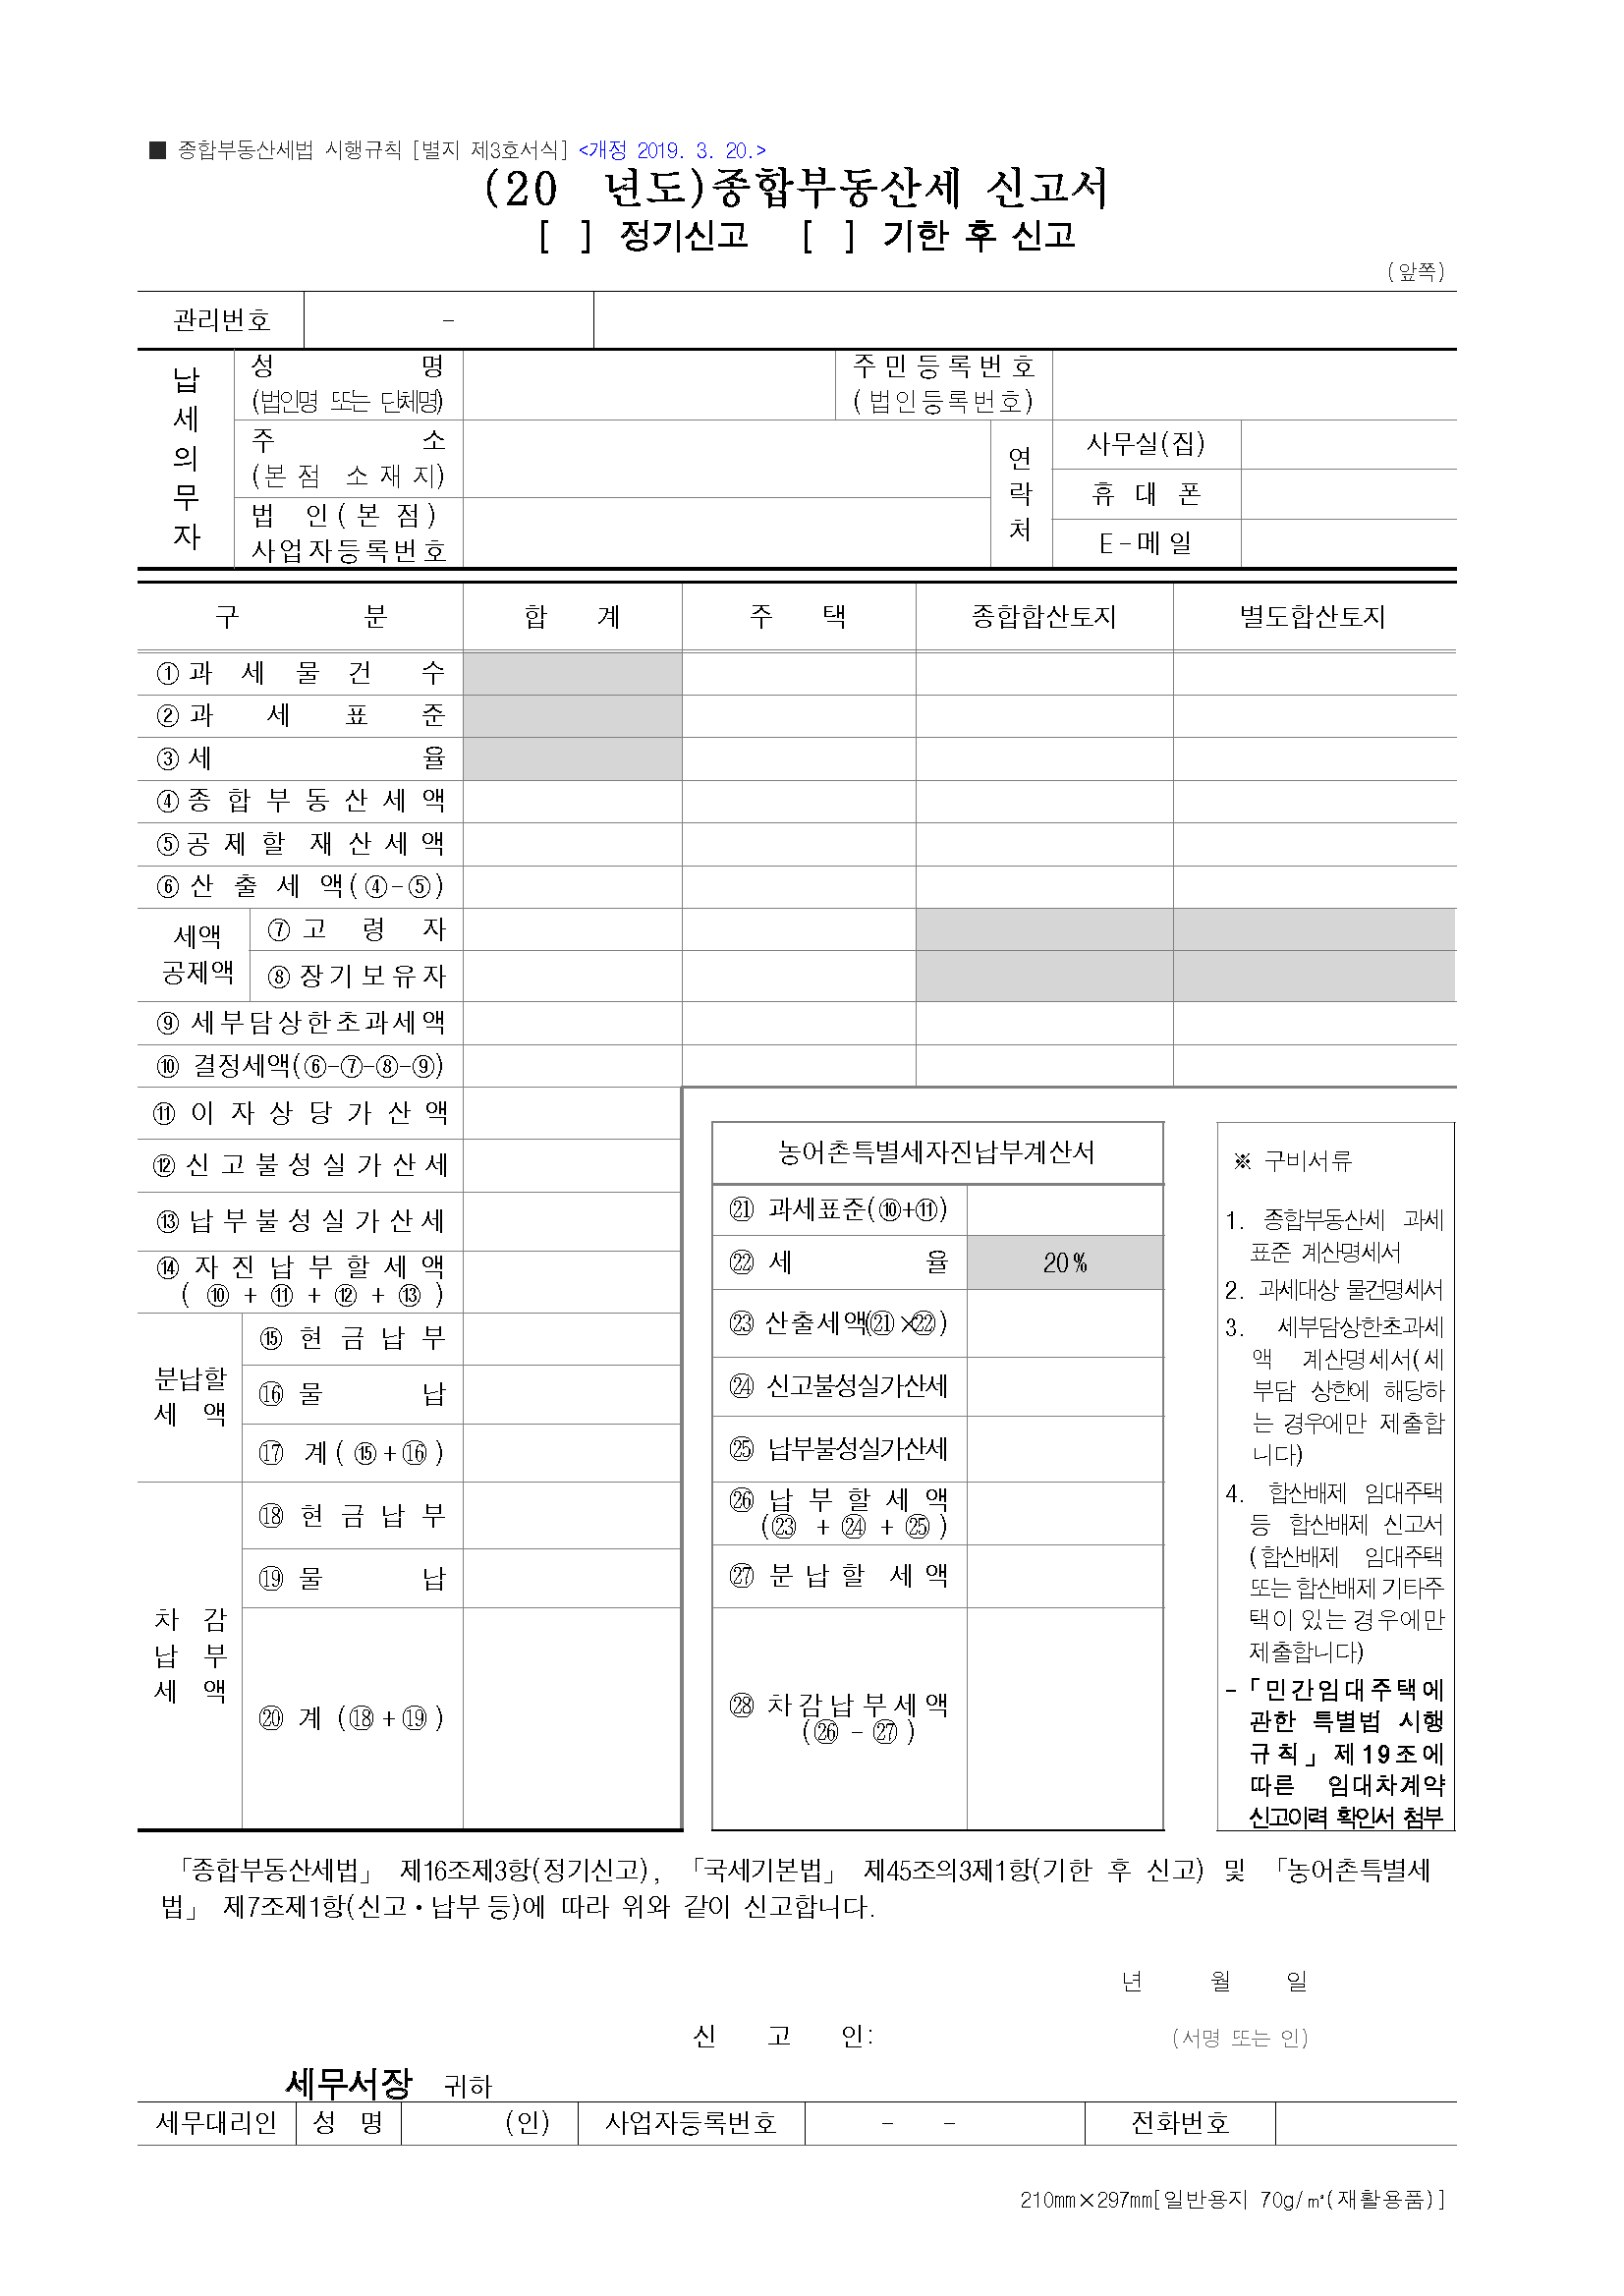 ■ 종합부동산세법 시행규칙 [별지 제3호서식] <개정 2019. 3. 20.>
(20 년도)종합부동산세 신고서
[ ] 정기신고 [ ] 기한 후 신고
(앞쪽)
관리번호 -
납세의무자
성 명
(법인명 또는 단체명)
주민등록번호
(법인등록번호)
주 소
(본점 소재지)
법 인(본 점)
사업자등록번호
연락처
사무실(집)
휴 대 폰
E-메일
구 분 합 계 주 택 종합합산토지 별도합산토지
① 과 세 물 건 수
② 과 세 표 준
③ 세 율
④ 종 합 부 동 산 세 액
⑤ 공 제 할 재 산 세 액
⑥ 산 출 세 액(④-⑤)
세액
공제액
⑦ 고 령 자
⑧ 장기보유자
⑨ 세부담상한초과세액
⑩ 결정세액(⑥-⑦-⑧-⑨)
⑪ 이 자 상 당 가 산 액
⑫ 신 고 불 성 실 가 산 세
⑬ 납 부 불 성 실 가 산 세
⑭ 자 진 납 부 할 세 액
( ⑩ + ⑪ + ⑫ + ⑬ )
분납할
세 액
⑮ 현 금 납 부
⑯ 물 납
⑰ 계( ⑮ + ⑯ )
차 감
납 부
세 액
⑱ 현 금 납 부
⑲ 물 납
⑳ 계 (⑱ + ⑲ )
농어촌특별세자진납부계산서
㉑ 과세표준(⑩+⑪)
㉒ 세 율 20%
㉓ 산출세액(㉑×㉒)
㉔ 신고불성실가산세
㉕ 납부불성실가산세
㉖ 납 부 할 세 액
(㉓ + ㉔ + ㉕ )
㉗ 분 납 할 세 액
㉘ 차감납부세액
(㉖ - ㉗ )
※ 구비서류
1. 종합부동산세 과세
표준 계산명세서
2. 과세대상 물건명세서
3. 세부담상한초과세
액 계산명세서(세
부담 상한에 해당하
는 경우에만 제출합
니다)
4. 합산배제 임대주택
등 합산배제 신고서
(합산배제 임대주택
또는 합산배제 기타주
택이 있는 경우에만
제출합니다)
-「민간임대주택에
관한 특별법 시행
규칙」제19조에
따른 임대차계약
신고이력 확인서 첨부
「종합부동산세법」 제16조제3항(정기신고), 「국세기본법」 제45조의3제1항(기한 후 신고) 및 「농어촌특별세
법」 제7조제1항(신고·납부 등)에 따라 위와 같이 신고합니다.
년 월 일
신 고 인: (서명 또는 인)
세무서장 귀하
세무대리인 성 명 (인) 사업자등록번호 - - 전화번호
210mm×297mm[일반용지 70g/㎡(재활용품)]